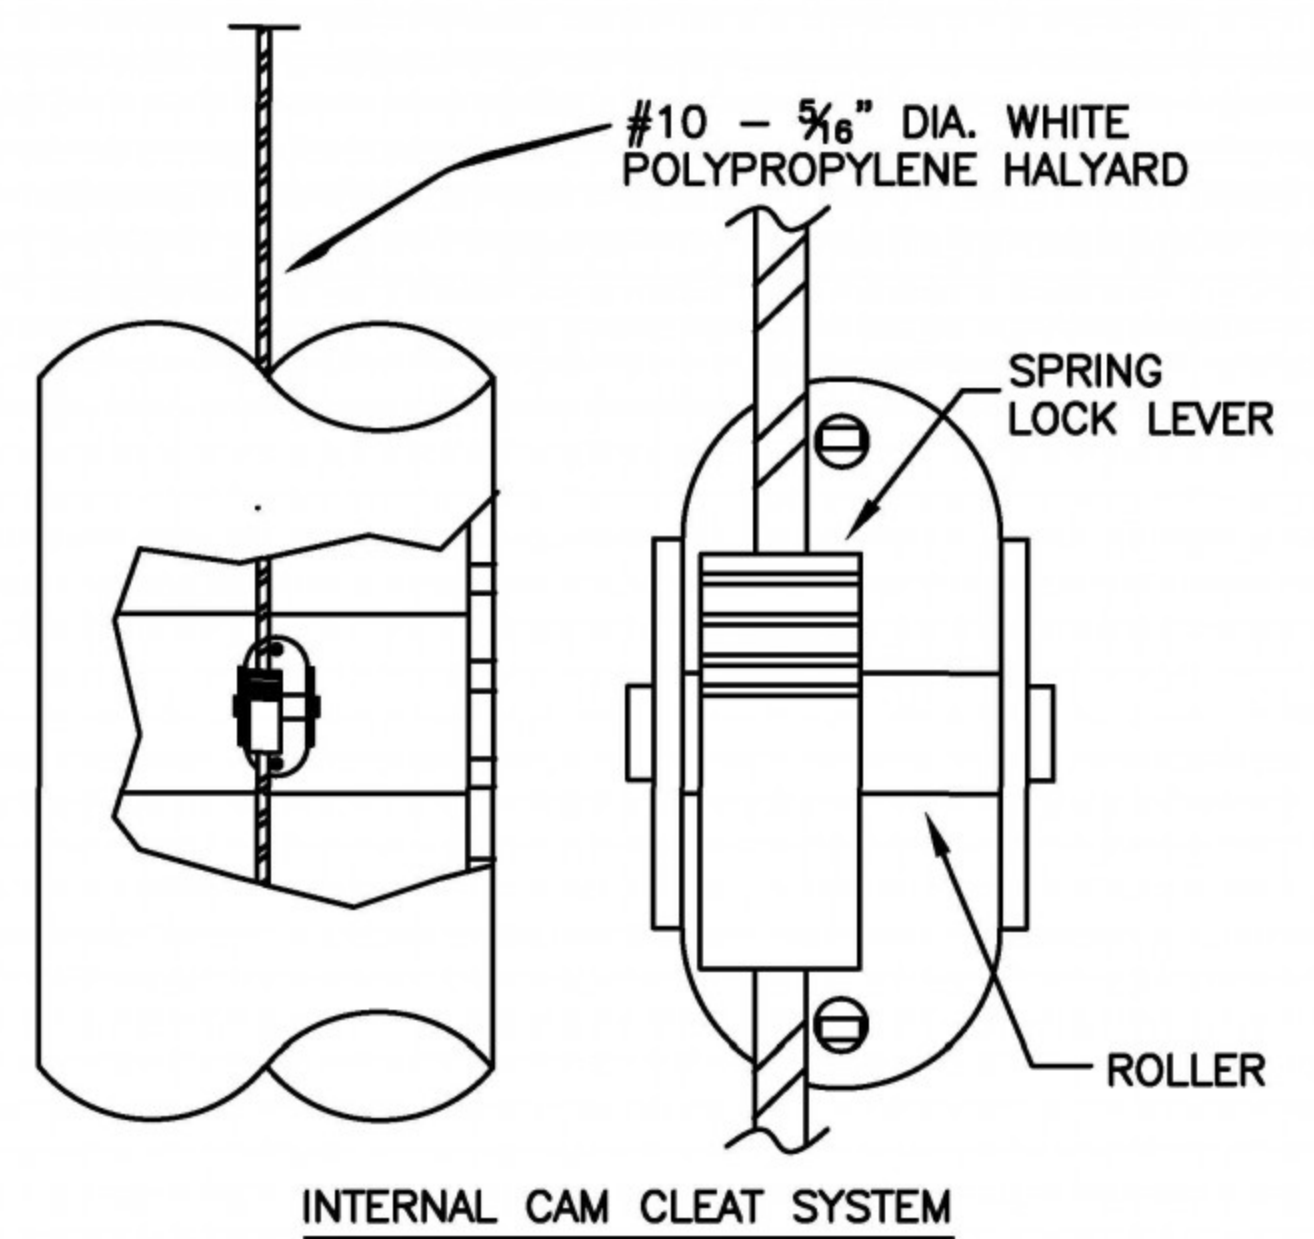 #10 – 5/16" DIA. WHITE
POLYPROPYLENE HALYARD
SPRING
LOCK LEVER
ROLLER
INTERNAL CAM CLEAT SYSTEM